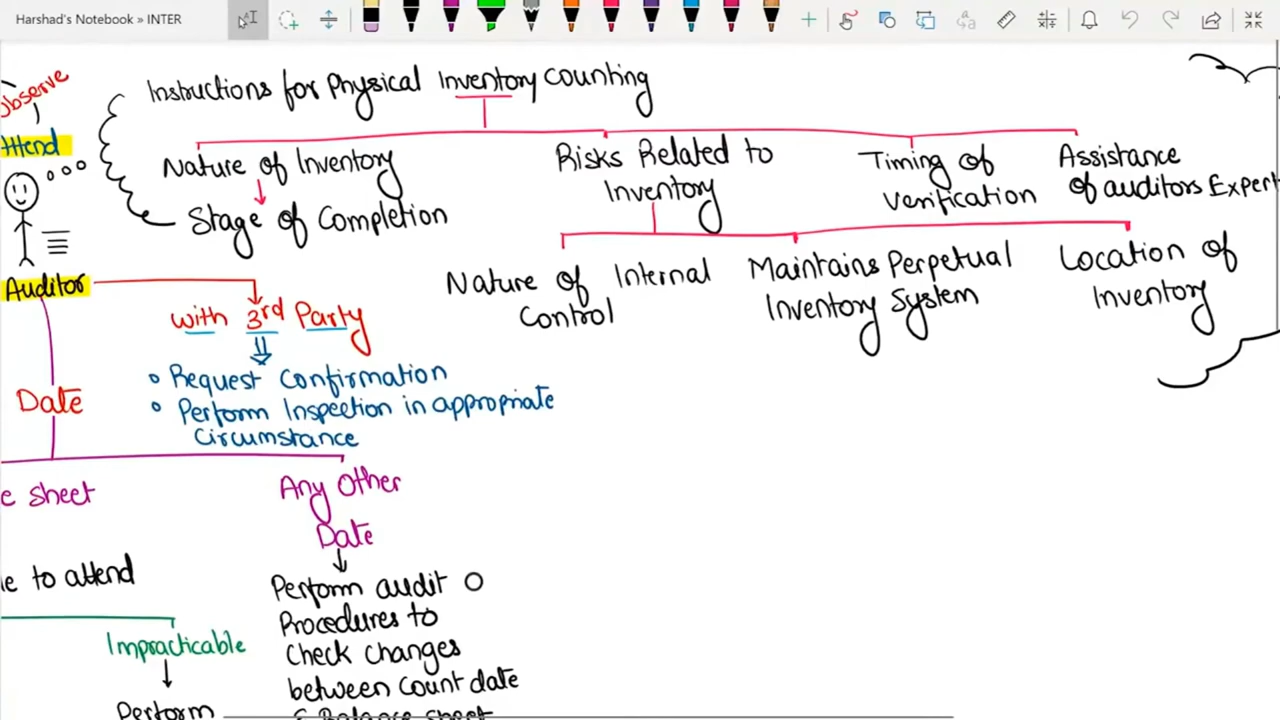 Harshad's Notebook » INTER
Observe
Attend
Instructions for Physical Inventory counting
Nature of Inventory
Stage of Completion
Risks Related to
Inventory
Timing of
verification
Assistance
of auditors Expert
Nature of Internal
Control
Maintains Perpetual
Inventory System
Location of
Inventory
Auditor
with 3rd Party
• Request Confirmation
• Perform Inspection in appropriate
Circumstance
Date
e sheet
Any Other
Date
e to attend
Perform audit
Procedures to
Check changes
between Count date
& Balance sheet
Impracticable
Perform